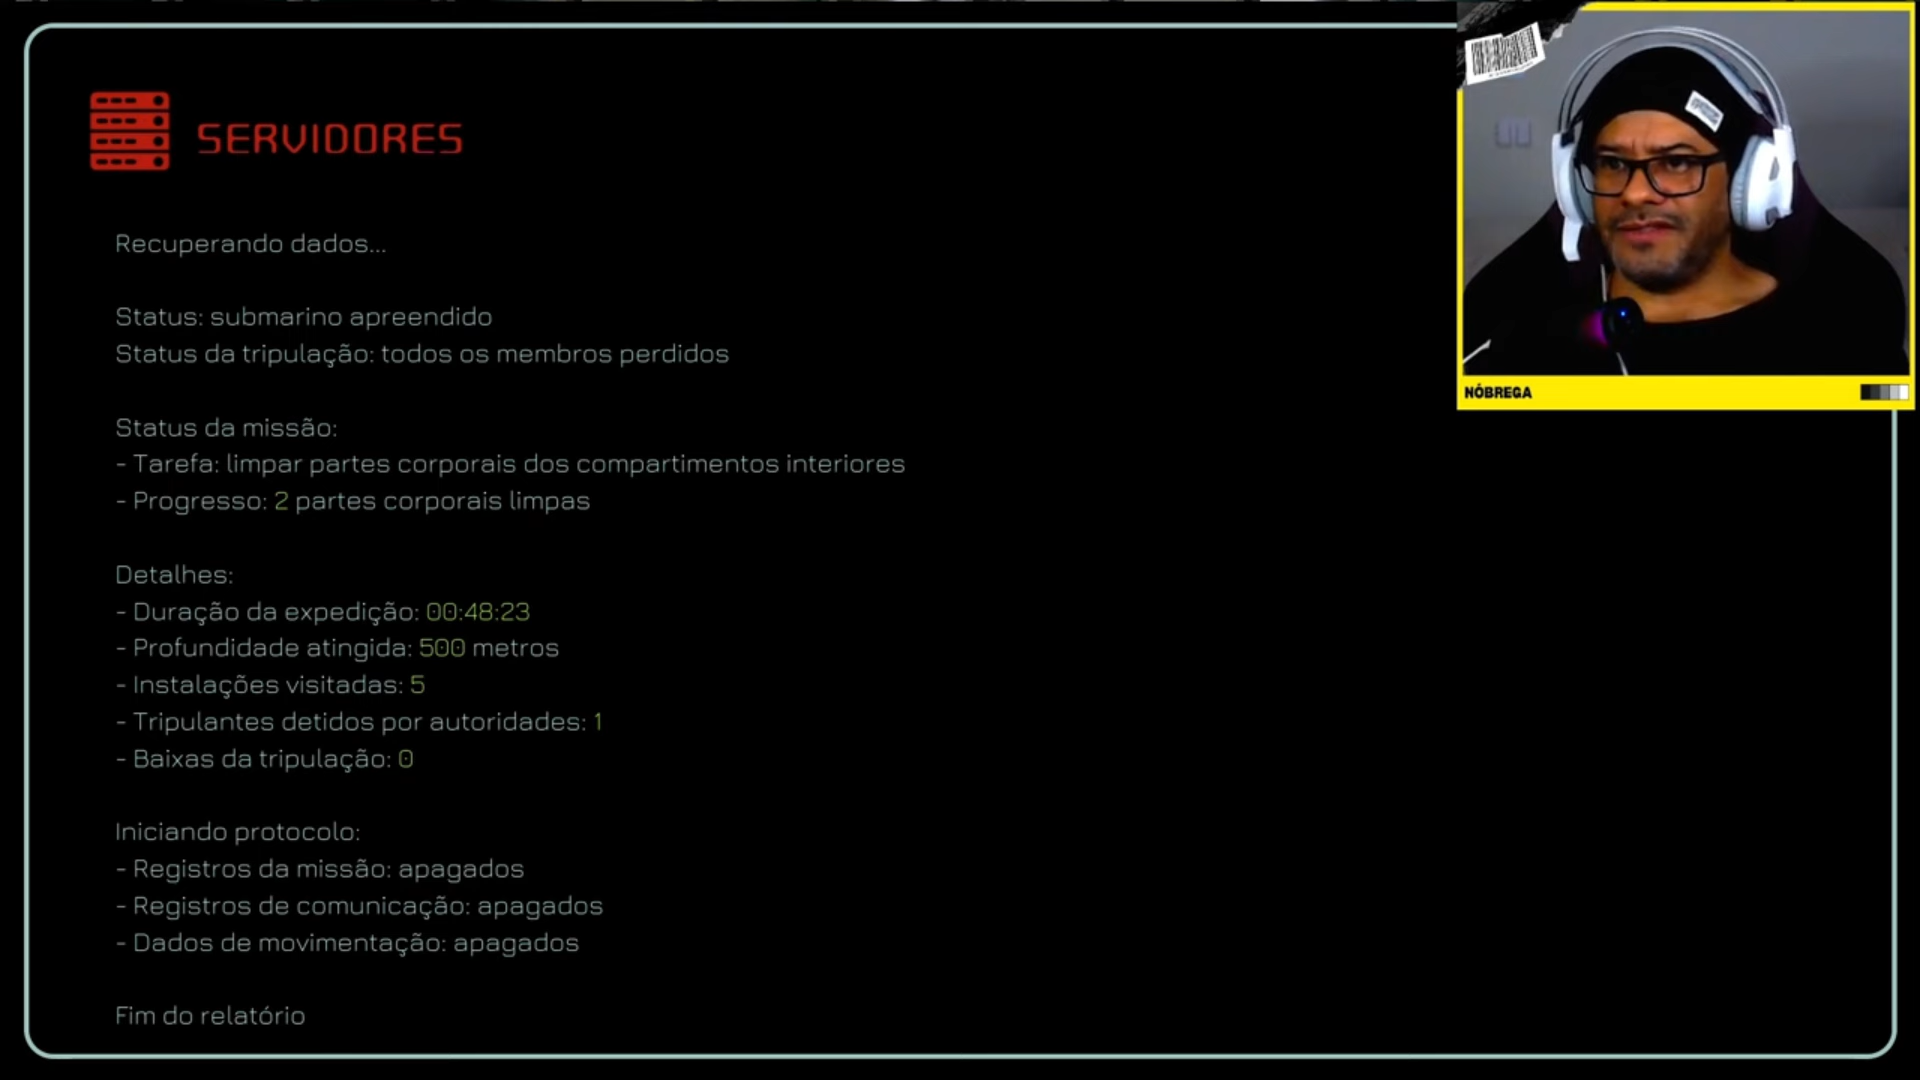 SERVIDORES
Recuperando dados...
Status: submarino apreendido
Status da tripulação: todos os membros perdidos
Status da missão:
- Tarefa: limpar partes corporais dos compartimentos interiores
- Progresso: 2 partes corporais limpas
Detalhes:
- Duração da expedição: 00:48:23
- Profundidade atingida: 500 metros
- Instalações visitadas: 5
- Tripulantes detidos por autoridades: 1
- Baixas da tripulação: 0
Iniciando protocolo:
- Registros da missão: apagados
- Registros de comunicação: apagados
- Dados de movimentação: apagados
Fim do relatório
NÓBREGA